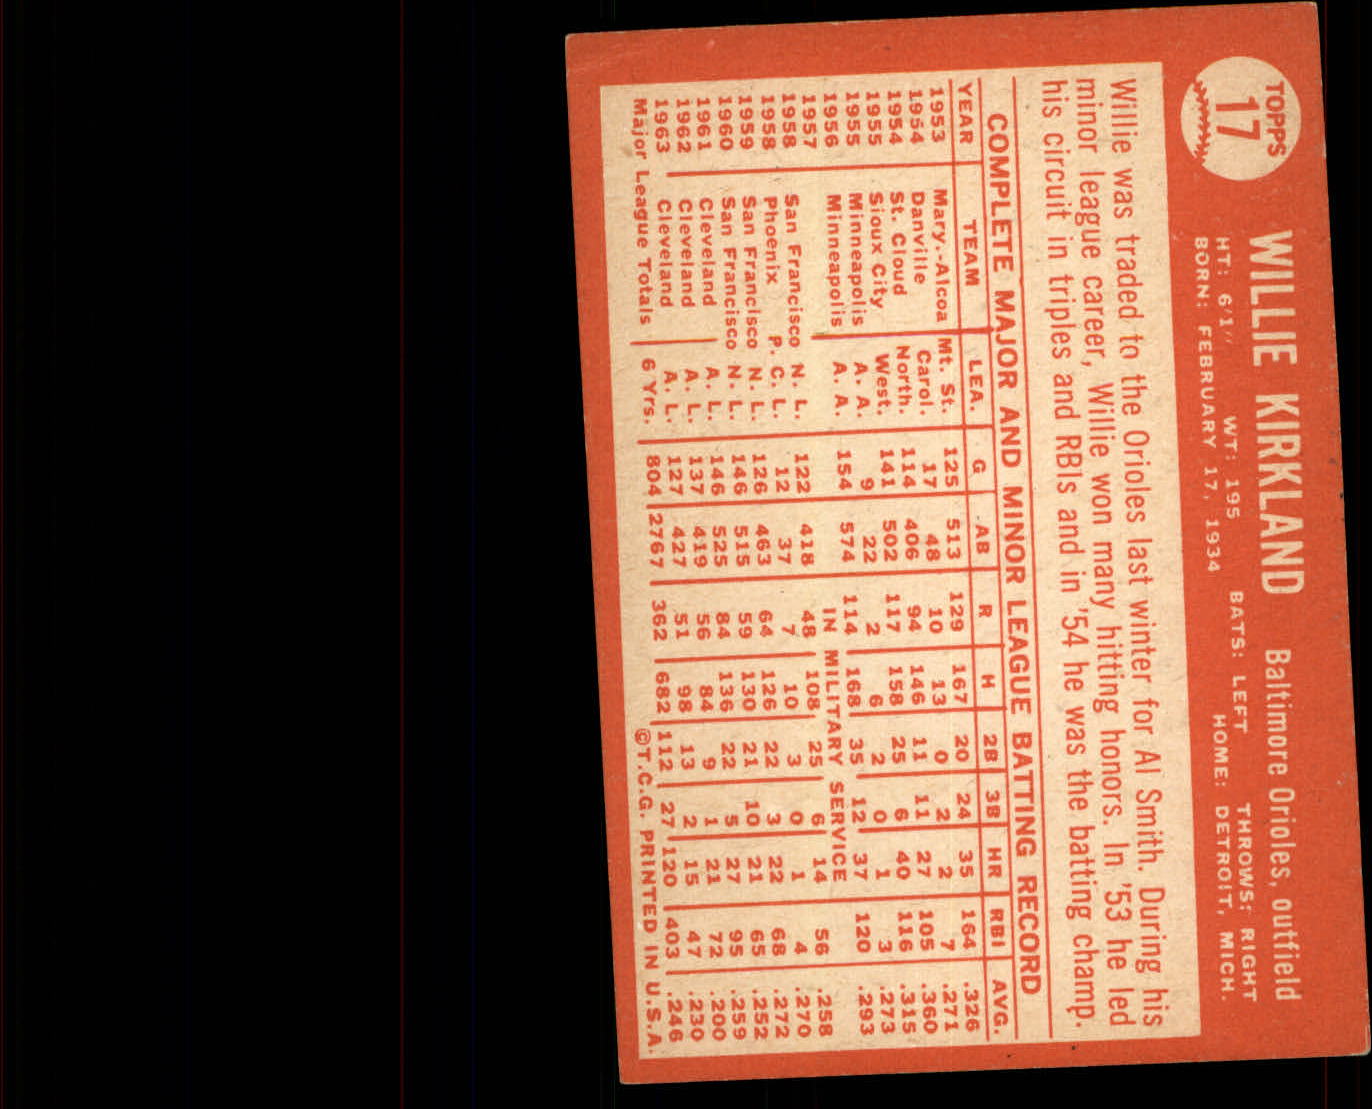 TOPPS
17
WILLIE KIRKLAND Baltimore Orioles, outfield
HT: 6'1" WT: 195 BATS: LEFT THROWS: RIGHT
BORN: FEBRUARY 17, 1934 HOME: DETROIT, MICH.
Willie was traded to the Orioles last winter for Al Smith. During his
minor league career, Willie won many hitting honors. In '53 he led
his circuit in triples and RBIs and in '54 he was the batting champ.
COMPLETE MAJOR AND MINOR LEAGUE BATTING RECORD
YEAR TEAM LEA. G AB R H 2B 3B HR RBI AVG.
1953 Mary.-Alcoa Mt. St. 125 513 129 167 20 24 35 164 .326
1954 Danville Carol. 17 48 10 13 0 2 2 7 .271
1954 St. Cloud North. 114 406 94 146 11 11 27 105 .360
1955 Sioux City West. 141 502 117 158 25 6 40 116 .315
1955 Minneapolis A. A. 9 22 2 6 2 0 1 3 .273
1956 Minneapolis A. A. 154 574 114 168 35 12 37 120 .293
1957 IN MILITARY SERVICE
1958 San Francisco N. L. 122 418 48 108 25 6 14 56 .258
1958 Phoenix P. C. L. 12 37 7 10 3 0 1 4 .270
1959 San Francisco N. L. 126 463 64 126 22 3 22 68 .272
1960 San Francisco N. L. 146 515 59 130 21 10 21 65 .252
1961 Cleveland A. L. 146 525 84 136 22 5 27 95 .259
1962 Cleveland A. L. 137 419 56 84 9 1 21 72 .200
1963 Cleveland A. L. 127 427 51 98 13 2 15 47 .230
Major League Totals 6 Yrs. 804 2767 362 682 112 27 120 403 .246
©T.C.G. PRINTED IN U.S.A.